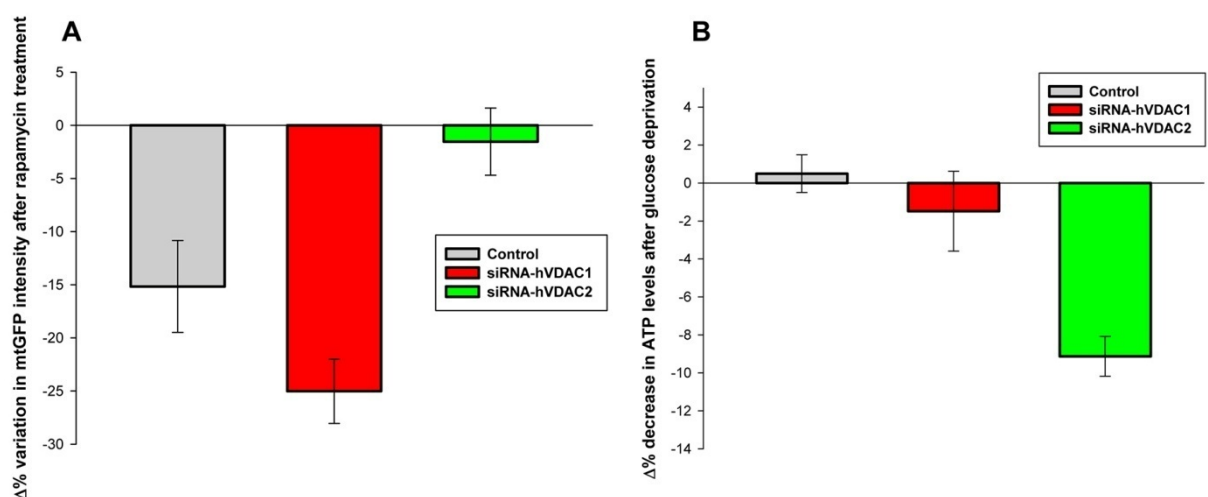 A
Δ% variation in mtGFP intensity after rapamycin treatment
5
0
-5
-10
-15
-20
-25
-30
Control
siRNA-hVDAC1
siRNA-hVDAC2
B
Δ% decrease in ATP levels after glucose deprivation
4
2
0
-2
-4
-6
-8
-10
-12
-14
Control
siRNA-hVDAC1
siRNA-hVDAC2